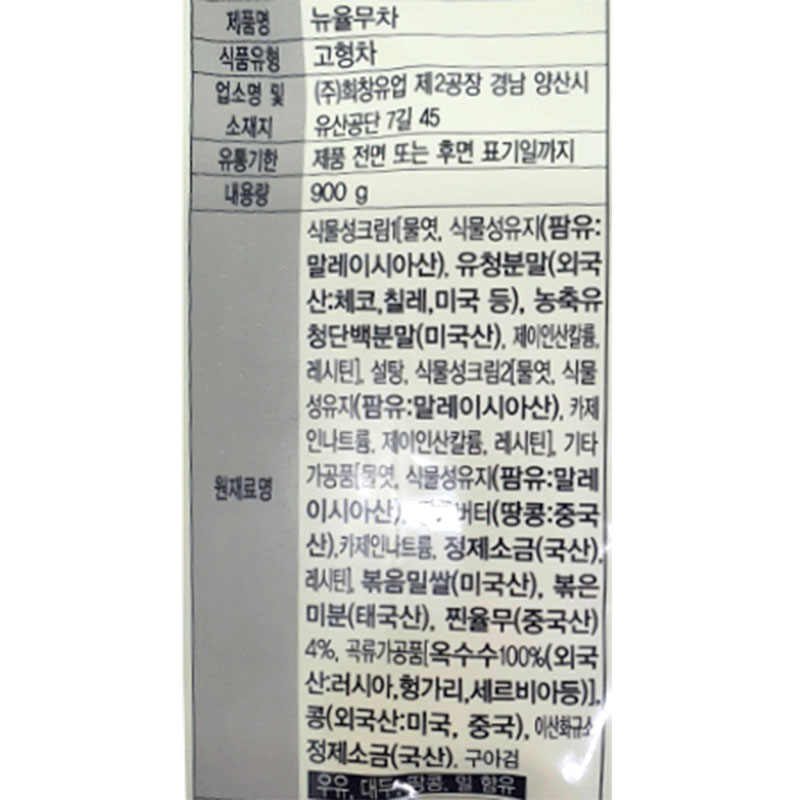 제품명 뉴율무차
식품유형 고형차
업소명 및 (주)희창유업 제2공장 경남 양산시
소재지 유산공단 7길 45
유통기한 제품 전면 또는 후면 표기일까지
내용량 900 g
식물성크림1[물엿, 식물성유지(팜유:
말레이시아산), 유청분말(외국
산:체코,칠레,미국 등), 농축유
청단백분말(미국산), 제이인산칼륨,
레시틴], 설탕, 식물성크림2[물엿, 식물
성유지(팜유:말레이시아산), 카제
인나트륨, 제이인산칼륨, 레시틴], 기타
가공품[물엿, 식물성유지(팜유:말레
원재료명 이시아산), 버터(땅콩:중국
산),카제인나트륨, 정제소금(국산),
레시틴], 볶음밀쌀(미국산), 볶은
미분(태국산), 찐율무(중국산)
4%, 곡류가공품[옥수수100%(외국
산:러시아,헝가리,세르비아등)],
콩(외국산:미국, 중국), 이산화규소
정제소금(국산), 구아검
우유, 대두, 땅콩, 밀 함유